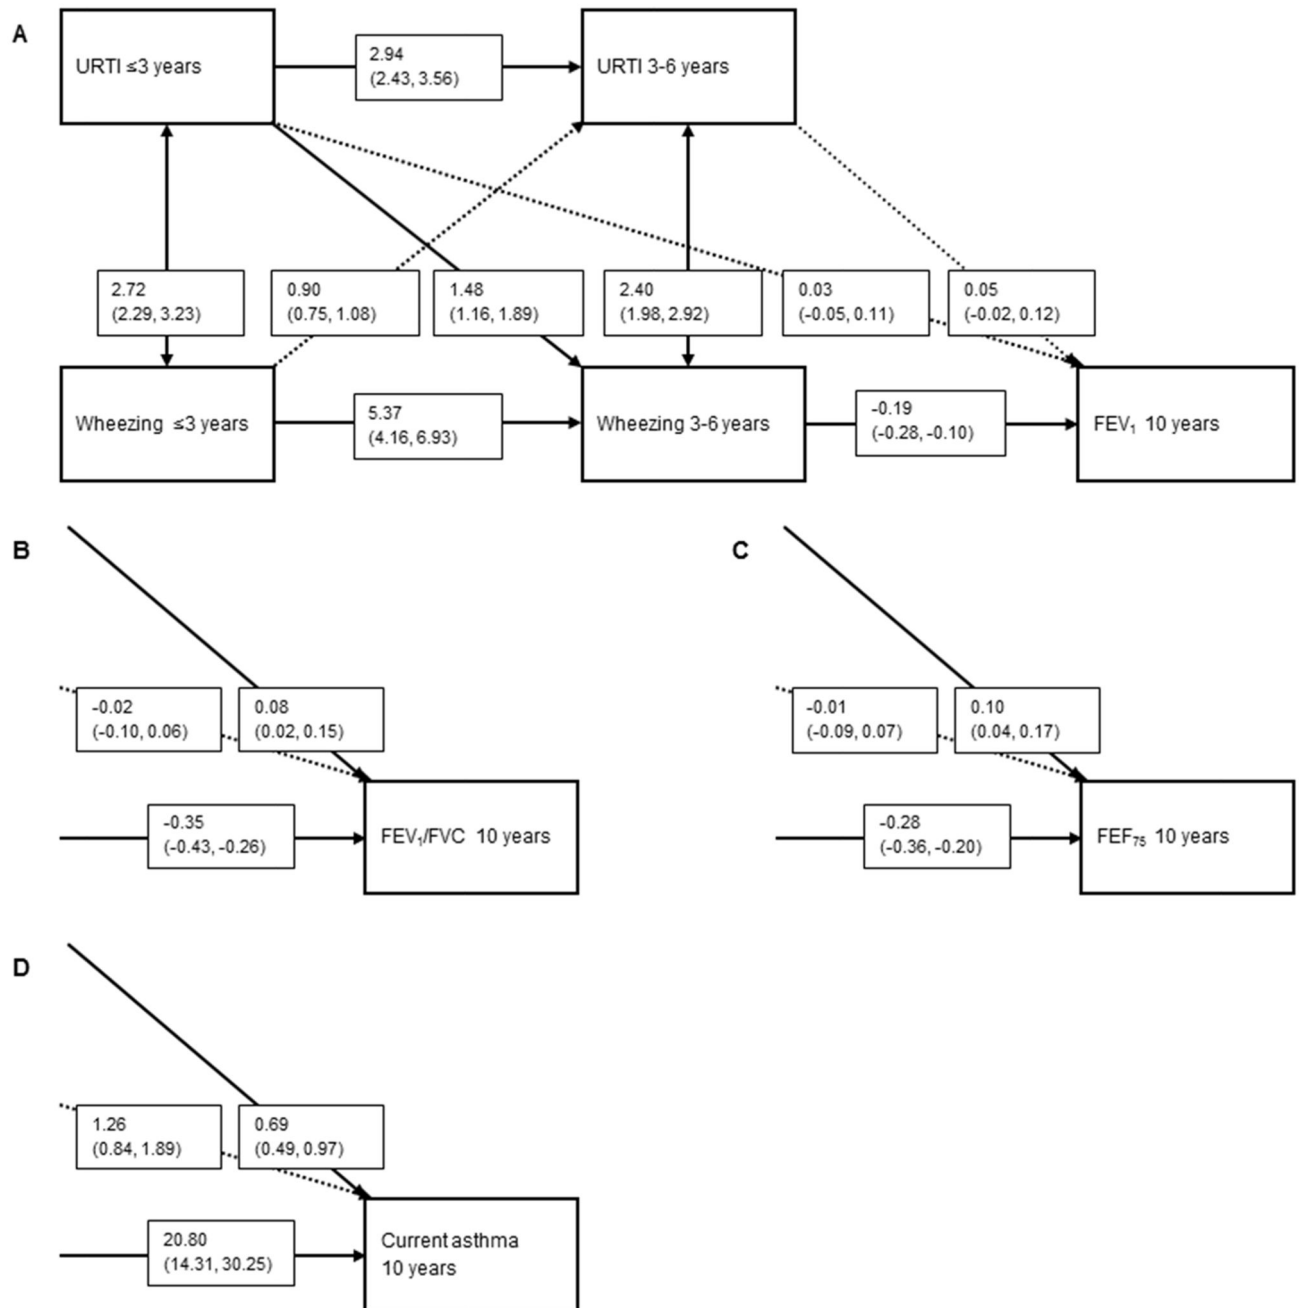 A
URTI ≤3 years
2.94
(2.43, 3.56)
URTI 3-6 years
2.72
(2.29, 3.23)
0.90
(0.75, 1.08)
1.48
(1.16, 1.89)
2.40
(1.98, 2.92)
0.03
(-0.05, 0.11)
0.05
(-0.02, 0.12)
Wheezing ≤3 years
5.37
(4.16, 6.93)
Wheezing 3-6 years
-0.19
(-0.28, -0.10)
FEV₁ 10 years
B
-0.02
(-0.10, 0.06)
0.08
(0.02, 0.15)
-0.35
(-0.43, -0.26)
FEV₁/FVC 10 years
C
-0.01
(-0.09, 0.07)
0.10
(0.04, 0.17)
-0.28
(-0.36, -0.20)
FEF₇₅ 10 years
D
1.26
(0.84, 1.89)
0.69
(0.49, 0.97)
20.80
(14.31, 30.25)
Current asthma
10 years